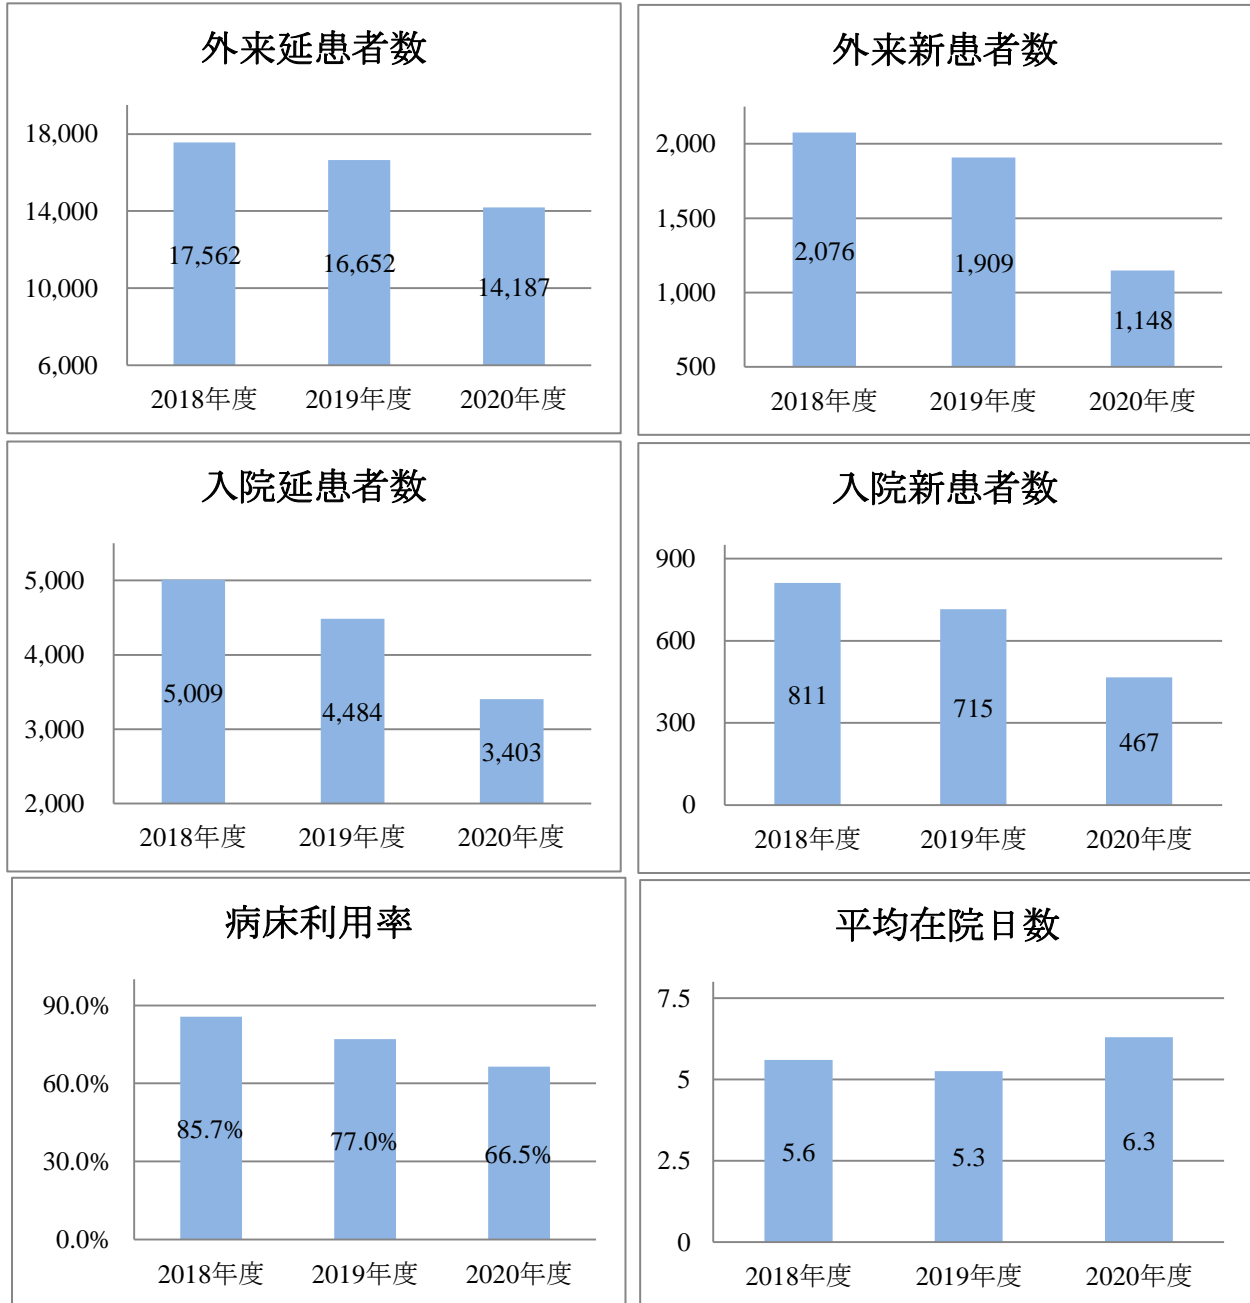 外来延患者数
18,000
14,000
10,000
6,000
17,562
16,652
14,187
2018年度
2019年度
2020年度
外来新患者数
2,000
1,500
1,000
500
2,076
1,909
1,148
2018年度
2019年度
2020年度
入院延患者数
5,000
4,000
3,000
2,000
5,009
4,484
3,403
2018年度
2019年度
2020年度
入院新患者数
900
600
300
0
811
715
467
2018年度
2019年度
2020年度
病床利用率
90.0%
60.0%
30.0%
0.0%
85.7%
77.0%
66.5%
2018年度
2019年度
2020年度
平均在院日数
7.5
5
2.5
0
5.6
5.3
6.3
2018年度
2019年度
2020年度